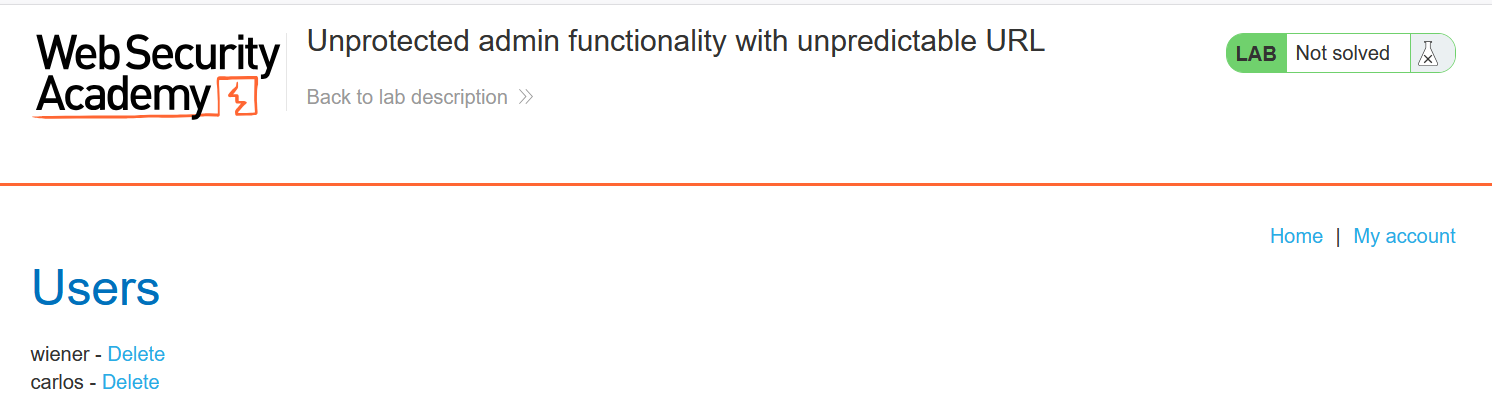 Web Security
Academy
Unprotected admin functionality with unpredictable URL
Back to lab description
LAB Not solved
Home | My account
Users
wiener - Delete
carlos - Delete